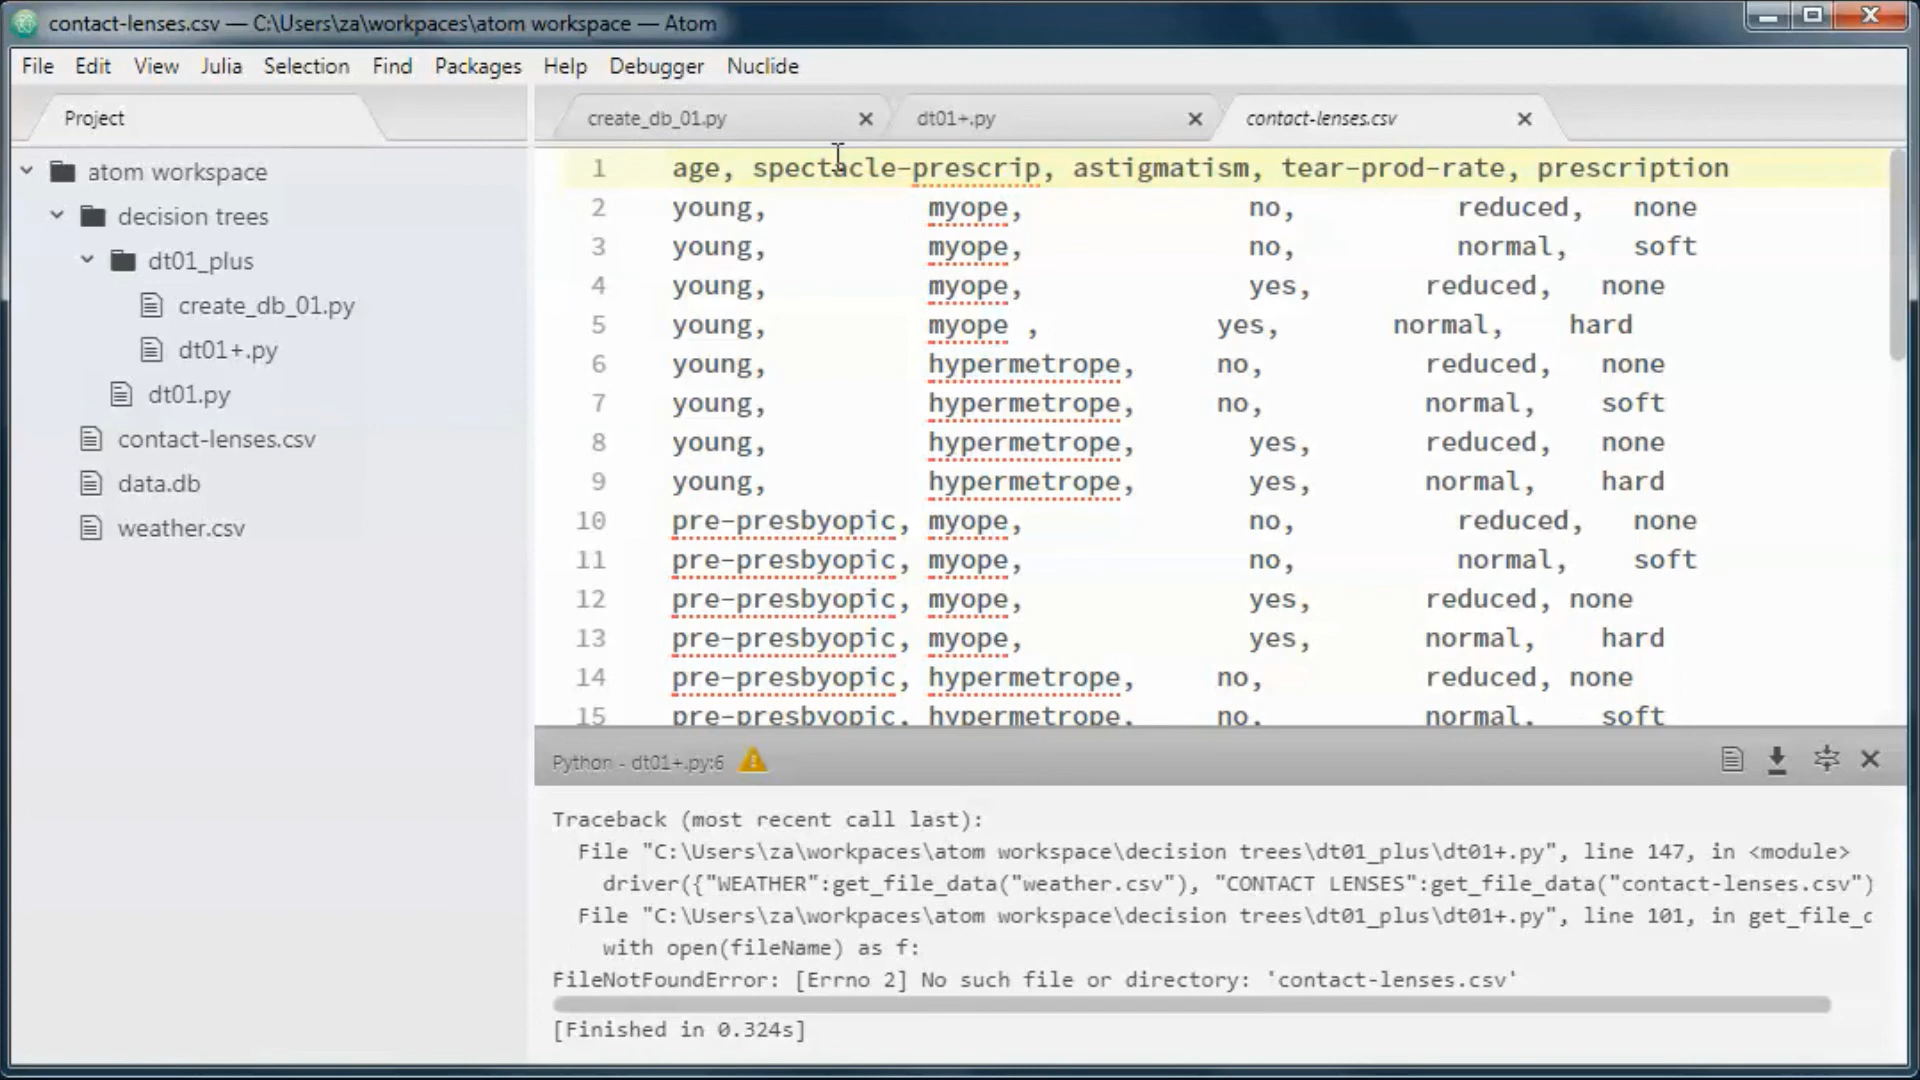 contact-lenses.csv — C:\Users\za\workpaces\atom workspace — Atom
File Edit View Julia Selection Find Packages Help Debugger Nuclide
Project
create_db_01.py
dt01+.py
contact-lenses.csv
atom workspace
decision trees
dt01_plus
create_db_01.py
dt01+.py
dt01.py
contact-lenses.csv
data.db
weather.csv
1 age, spectacle-prescrip, astigmatism, tear-prod-rate, prescription
2 young, myope, no, reduced, none
3 young, myope, no, normal, soft
4 young, myope, yes, reduced, none
5 young, myope , yes, normal, hard
6 young, hypermetrope, no, reduced, none
7 young, hypermetrope, no, normal, soft
8 young, hypermetrope, yes, reduced, none
9 young, hypermetrope, yes, normal, hard
10 pre-presbyopic, myope, no, reduced, none
11 pre-presbyopic, myope, no, normal, soft
12 pre-presbyopic, myope, yes, reduced, none
13 pre-presbyopic, myope, yes, normal, hard
14 pre-presbyopic, hypermetrope, no, reduced, none
15 pre-presbyopic, hypermetrope, no, normal, soft
Python - dt01+.py:6
Traceback (most recent call last):
File "C:\Users\za\workpaces\atom workspace\decision trees\dt01_plus\dt01+.py", line 147, in <module>
driver({"WEATHER":get_file_data("weather.csv"), "CONTACT LENSES":get_file_data("contact-lenses.csv")
File "C:\Users\za\workpaces\atom workspace\decision trees\dt01_plus\dt01+.py", line 101, in get_file_
with open(fileName) as f:
FileNotFoundError: [Errno 2] No such file or directory: 'contact-lenses.csv'
[Finished in 0.324s]